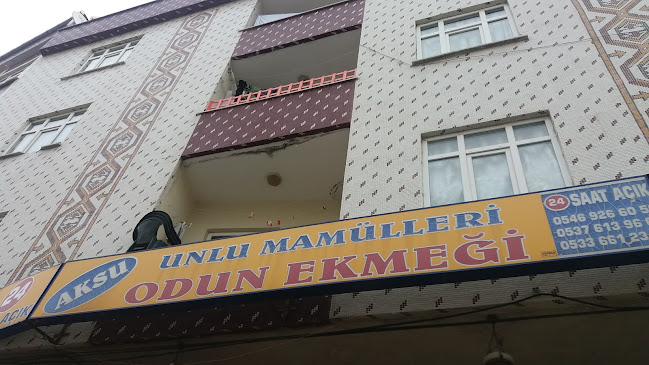 24
AÇIK
AKSU
UNLU MAMÜLLERİ
ODUN EKMEĞİ
24 SAAT AÇIK
0546 926 60 5
0537 613 96
0533 661 23